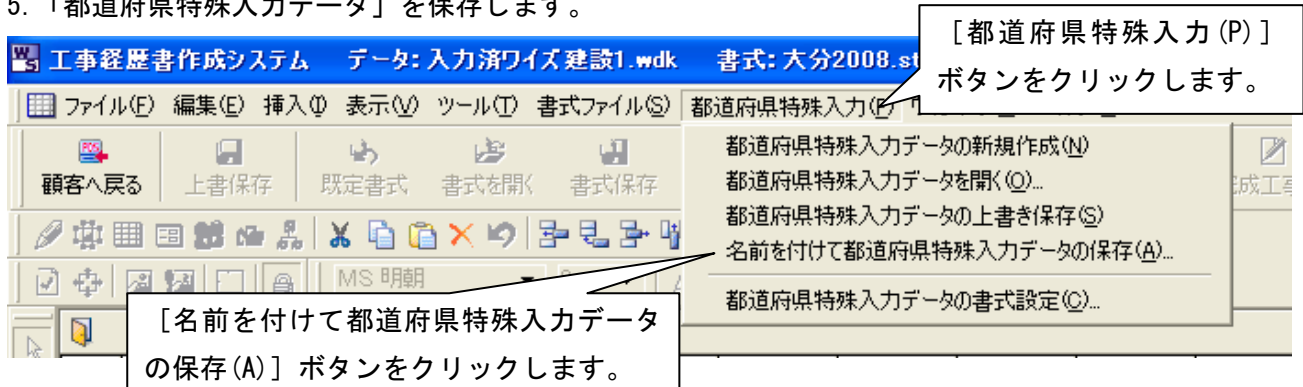 5.「都道府県特殊入力データ」を保存します。
［都道府県特殊入力(P)］
ボタンをクリックします。
工事経歴書作成システム データ: 入力済ワイズ建設1.wdk 書式: 大分2008.st
ファイル(F) 編集(E) 挿入(I) 表示(V) ツール(T) 書式ファイル(S) 都道府県特殊入力(P)
都道府県特殊入力データの新規作成(N)
都道府県特殊入力データを開く(O)...
都道府県特殊入力データの上書き保存(S)
名前を付けて都道府県特殊入力データの保存(A)...
都道府県特殊入力データの書式設定(C)...
顧客へ戻る 上書保存 既定書式 書式を開く 書式保存
成工事
MS 明朝
［名前を付けて都道府県特殊入力データ
の保存(A)］ボタンをクリックします。